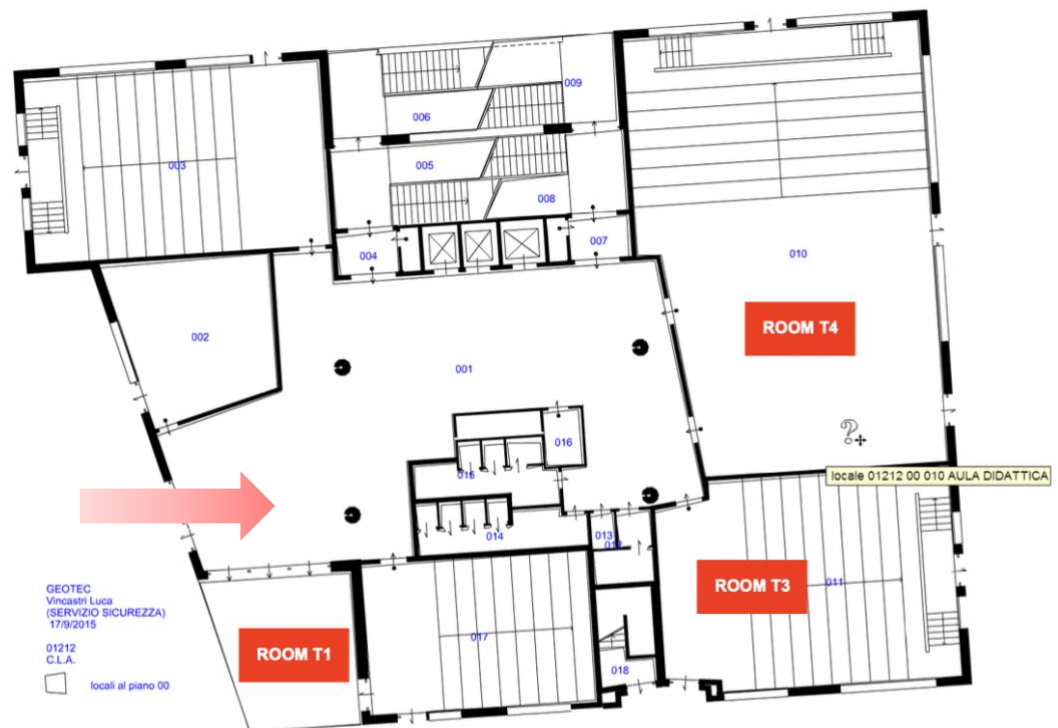 009
006
003
005
008
004
007
010
ROOM T4
002
001
016
015
locale 01212 00 010 AULA DIDATTICA
014
013
012
ROOM T3
011
GEOTEC
Vincastri Luca
(SERVIZIO SICUREZZA)
17/9/2015
01212
C.L.A.
locali al piano 00
ROOM T1
017
018